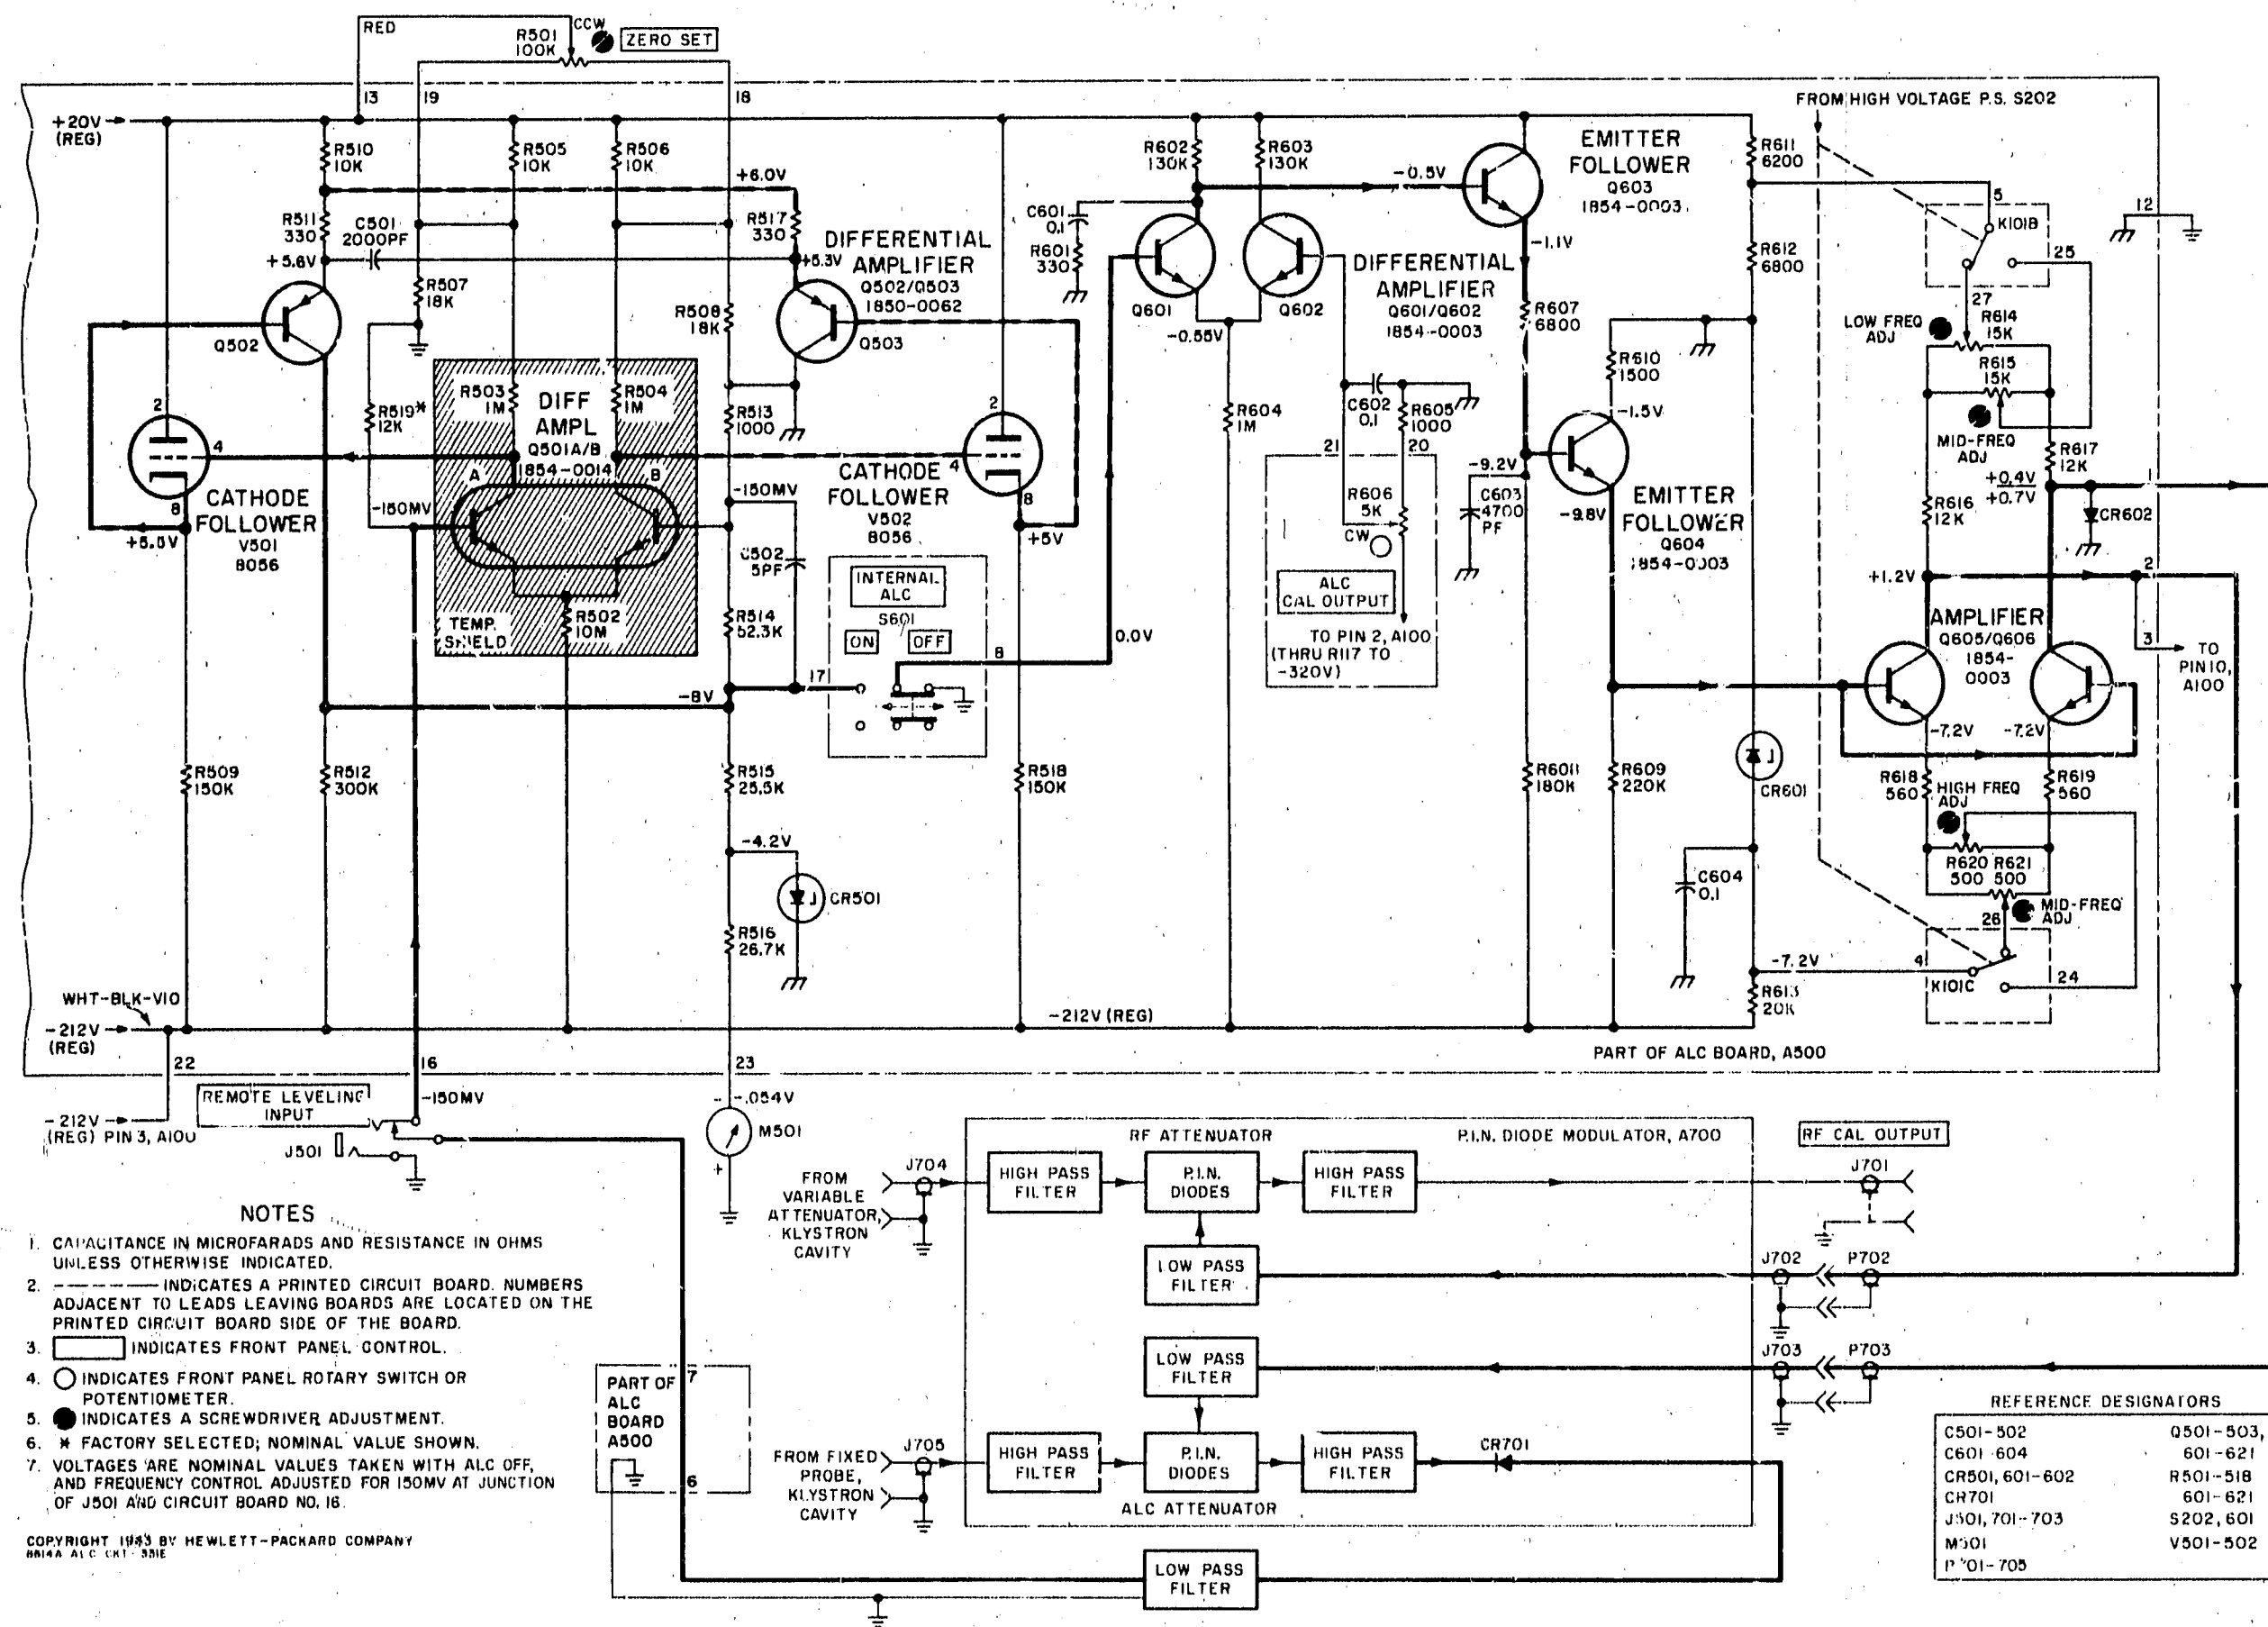 RED
CCW
R501
100K
ZERO SET
13
19
18
FROM HIGH VOLTAGE P.S. S202
+20V
(REG)
R510
10K
R505
10K
R506
10K
+6.0V
R602
130K
R603
130K
-0.5V
EMITTER
FOLLOWER
Q603
1854-0003
R611
6200
5
K101B
12
25
R511
330
C501
2000PF
+5.6V
R517
330
+5.3V
DIFFERENTIAL
AMPLIFIER
Q502/Q503
1850-0062
C601
0.1
R601
330
-1.1V
R612
6800
R507
18K
R508
18K
Q502
Q503
Q601
Q602
-0.55V
DIFFERENTIAL
AMPLIFIER
Q601/Q602
1854-0003
R607
6800
27
R614
15K
LOW FREQ
ADJ
R615
15K
MID-FREQ
ADJ
R610
1500
-1.5V
R503
1M
DIFF
AMPL
Q501A/B
1854-0014
R504
1M
A
B
R519*
12K
R513
1000
2
4
8
2
4
8
CATHODE
FOLLOWER
V501
8056
+5.5V
-150MV
-150MV
CATHODE
FOLLOWER
V502
8056
+5V
R604
1M
C602
0.1
R605
1000
21
20
R606
5K
CW
ALC
CAL OUTPUT
TO PIN 2, A100
(THRU R117 TO
-320V)
-9.2V
C603
4700
PF
-9.8V
EMITTER
FOLLOWER
Q604
1854-0003
R617
12K
+0.4V
+0.7V
1
R616
12K
CR602
+1.2V
2
AMPLIFIER
Q605/Q606
1854-
0003
3
TO
PIN 10,
A100
C502
5PF
R514
52.3K
R502
10M
TEMP.
SHIELD
INTERNAL
ALC
S601
ON
OFF
8
0.0V
17
-8V
-7.2V
-7.2V
R509
150K
R512
300K
R515
25.5K
R518
150K
R6011
180K
R609
220K
CR601
R618
560
R619
560
HIGH FREQ
ADJ
R620
500
R621
500
MID-FREQ
ADJ
26
-4.2V
CR501
R516
26.7K
C604
0.1
-7.2V
4
K101C
24
R613
20K
WHT-BLK-VIO
-212V
(REG)
-212V (REG)
PART OF ALC BOARD, A500
22
16
23
-212V
(REG) PIN 3, A100
REMOTE LEVELING
INPUT
J501
-150MV
-.054V
M501
+
RF ATTENUATOR
P.I.N. DIODE MODULATOR, A700
RF CAL OUTPUT
FROM
VARIABLE
ATTENUATOR,
KLYSTRON
CAVITY
J704
HIGH PASS
FILTER
P.I.N.
DIODES
HIGH PASS
FILTER
J701
LOW PASS
FILTER
J702
P702
LOW PASS
FILTER
J703
P703
FROM FIXED
PROBE,
KLYSTRON
CAVITY
J705
HIGH PASS
FILTER
P.I.N.
DIODES
HIGH PASS
FILTER
CR701
ALC ATTENUATOR
LOW PASS
FILTER
PART OF
ALC
BOARD
A500
7
6
NOTES
1. CAPACITANCE IN MICROFARADS AND RESISTANCE IN OHMS
UNLESS OTHERWISE INDICATED.
2. INDICATES A PRINTED CIRCUIT BOARD. NUMBERS
ADJACENT TO LEADS LEAVING BOARDS ARE LOCATED ON THE
PRINTED CIRCUIT BOARD SIDE OF THE BOARD.
3. INDICATES FRONT PANEL CONTROL.
4. INDICATES FRONT PANEL ROTARY SWITCH OR
POTENTIOMETER.
5. INDICATES A SCREWDRIVER ADJUSTMENT.
6. * FACTORY SELECTED; NOMINAL VALUE SHOWN.
7. VOLTAGES ARE NOMINAL VALUES TAKEN WITH ALC OFF,
AND FREQUENCY CONTROL ADJUSTED FOR 150MV AT JUNCTION
OF J501 AND CIRCUIT BOARD NO. 16.
COPYRIGHT BY HEWLETT-PACKARD COMPANY
REFERENCE DESIGNATORS
C501-502
C601-604
CR501, 601-602
CR701
J501, 701-703
M501
P701-705
Q501-503,
601-621
R501-518
601-621
S202, 601
V501-502